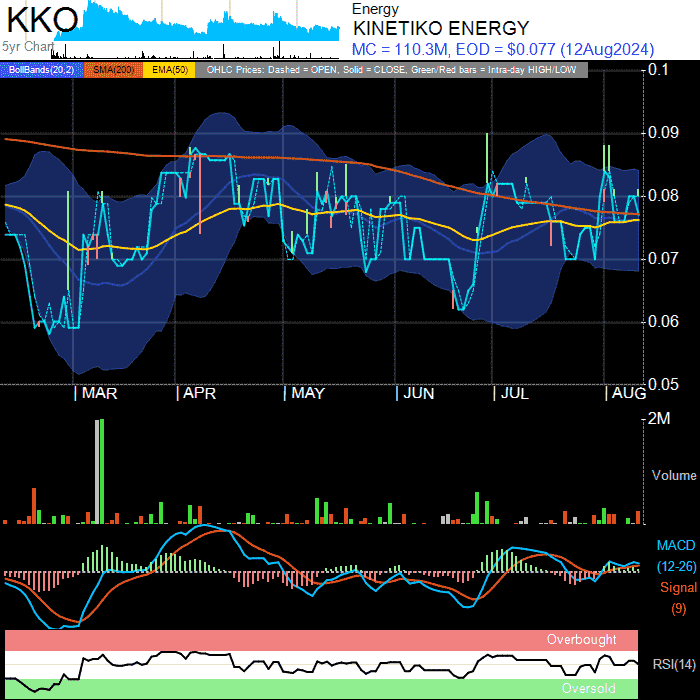 KKO
5yr Chart
Energy
KINETIKO ENERGY
MC = 110.3M, EOD = $0.077 (12Aug2024)
BollBands(20,2) SMA(200) EMA(50) OHLC Prices: Dashed = OPEN, Solid = CLOSE, Green/Red bars = Intra-day HIGH/LOW
0.1
0.09
0.08
0.07
0.06
0.05
MAR APR MAY JUN JUL AUG
2M
Volume
MACD
(12-26)
Signal
(9)
Overbought
RSI(14)
Oversold